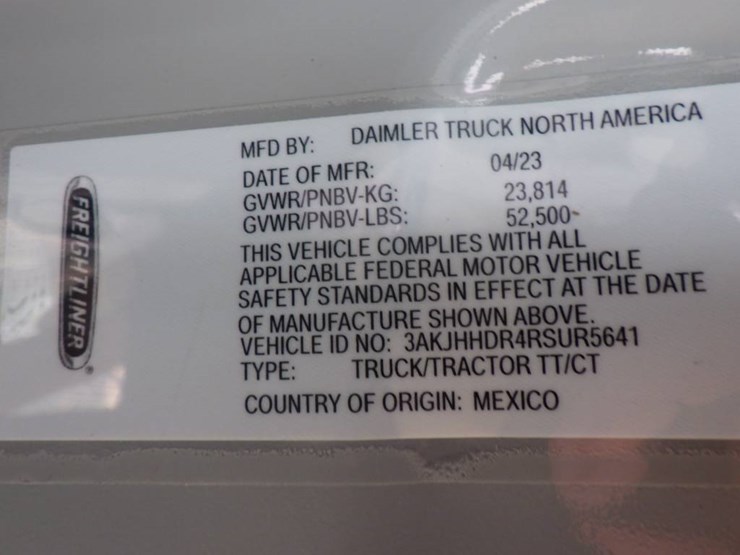 FREIGHTLINER®
MFD BY: DAIMLER TRUCK NORTH AMERICA
DATE OF MFR: 04/23
GVWR/PNBV-KG: 23,814
GVWR/PNBV-LBS: 52,500
THIS VEHICLE COMPLIES WITH ALL
APPLICABLE FEDERAL MOTOR VEHICLE
SAFETY STANDARDS IN EFFECT AT THE DATE
OF MANUFACTURE SHOWN ABOVE.
VEHICLE ID NO: 3AKJHHDR4RSUR5641
TYPE: TRUCK/TRACTOR TT/CT
COUNTRY OF ORIGIN: MEXICO